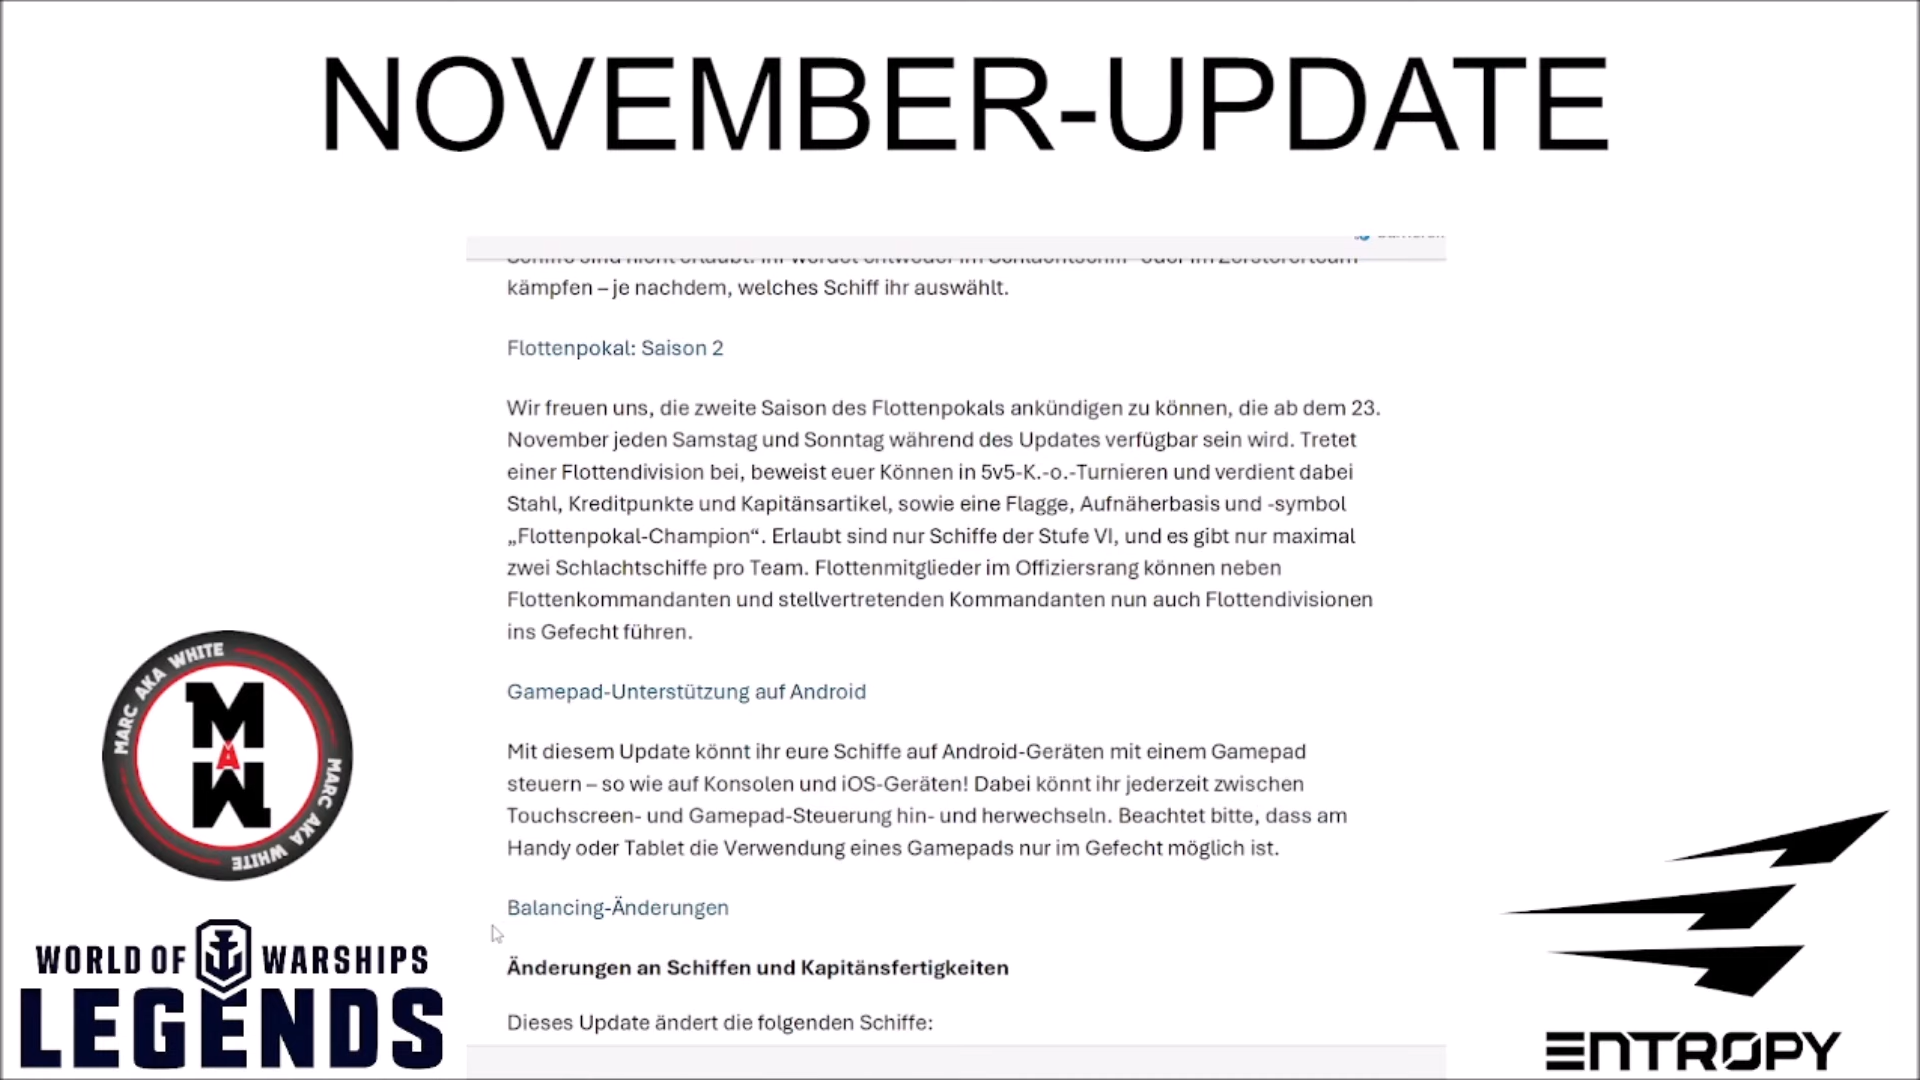 NOVEMBER-UPDATE
kämpfen – je nachdem, welches Schiff ihr auswählt.
Flottenpokal: Saison 2
Wir freuen uns, die zweite Saison des Flottenpokals ankündigen zu können, die ab dem 23.
November jeden Samstag und Sonntag während des Updates verfügbar sein wird. Tretet
einer Flottendivision bei, beweist euer Können in 5v5-K.-o.-Turnieren und verdient dabei
Stahl, Kreditpunkte und Kapitänsartikel, sowie eine Flagge, Aufnäherbasis und -symbol
„Flottenpokal-Champion“. Erlaubt sind nur Schiffe der Stufe VI, und es gibt nur maximal
zwei Schlachtschiffe pro Team. Flottenmitglieder im Offiziersrang können neben
Flottenkommandanten und stellvertretenden Kommandanten nun auch Flottendivisionen
ins Gefecht führen.
Gamepad-Unterstützung auf Android
Mit diesem Update könnt ihr eure Schiffe auf Android-Geräten mit einem Gamepad
steuern – so wie auf Konsolen und iOS-Geräten! Dabei könnt ihr jederzeit zwischen
Touchscreen- und Gamepad-Steuerung hin- und herwechseln. Beachtet bitte, dass am
Handy oder Tablet die Verwendung eines Gamepads nur im Gefecht möglich ist.
Balancing-Änderungen
Änderungen an Schiffen und Kapitänsfertigkeiten
Dieses Update ändert die folgenden Schiffe:
MARC AKA WHITE
M
A
W
MARC AKA WHITE
WORLD OF WARSHIPS
LEGENDS
ENTROPY